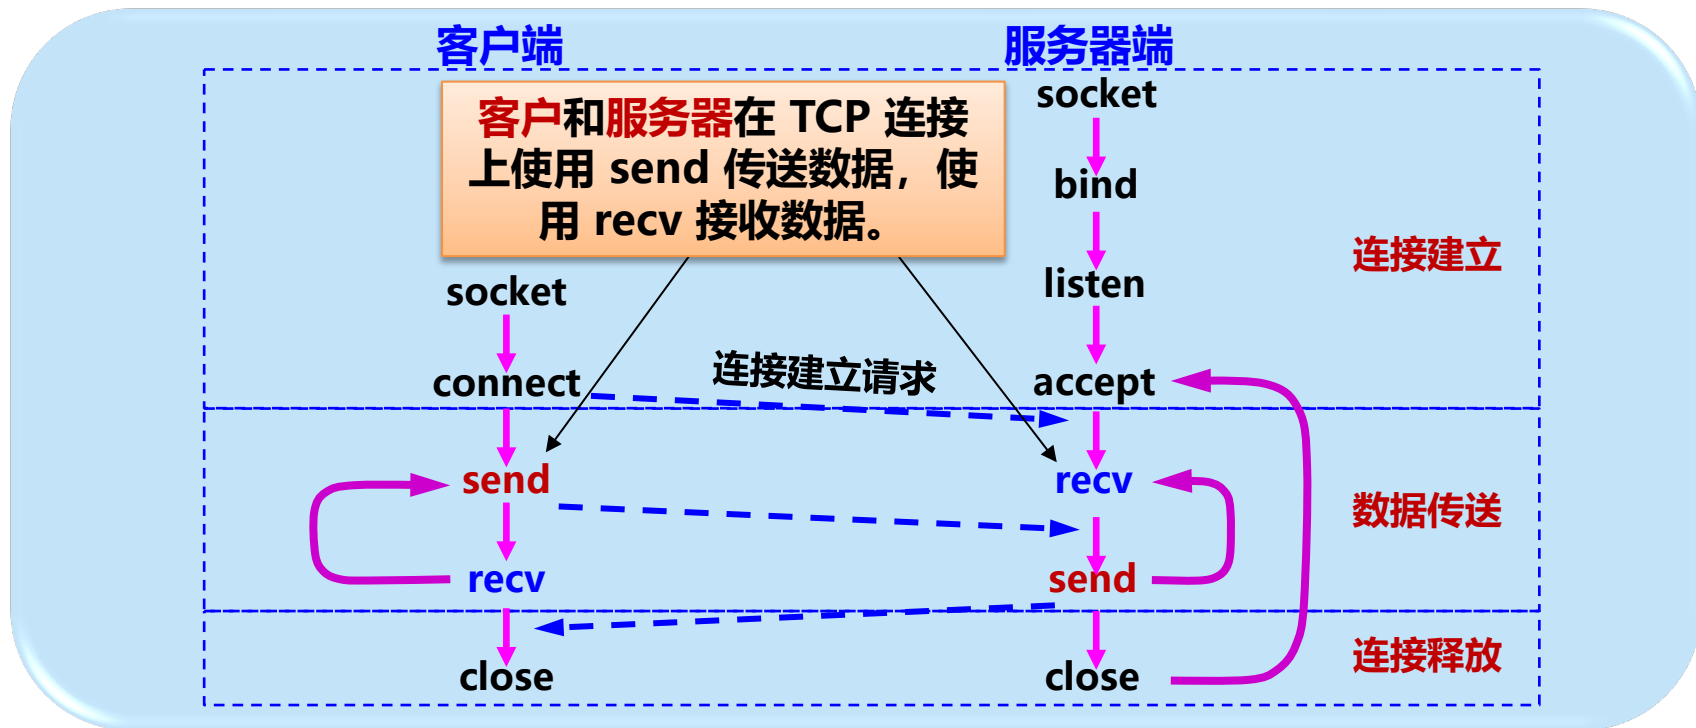 客户端
服务器端
客户和服务器在 TCP 连接
上使用 send 传送数据，使
用 recv 接收数据。
socket
bind
listen
连接建立
socket
connect
连接建立请求
accept
send
recv
数据传送
recv
send
close
close
连接释放